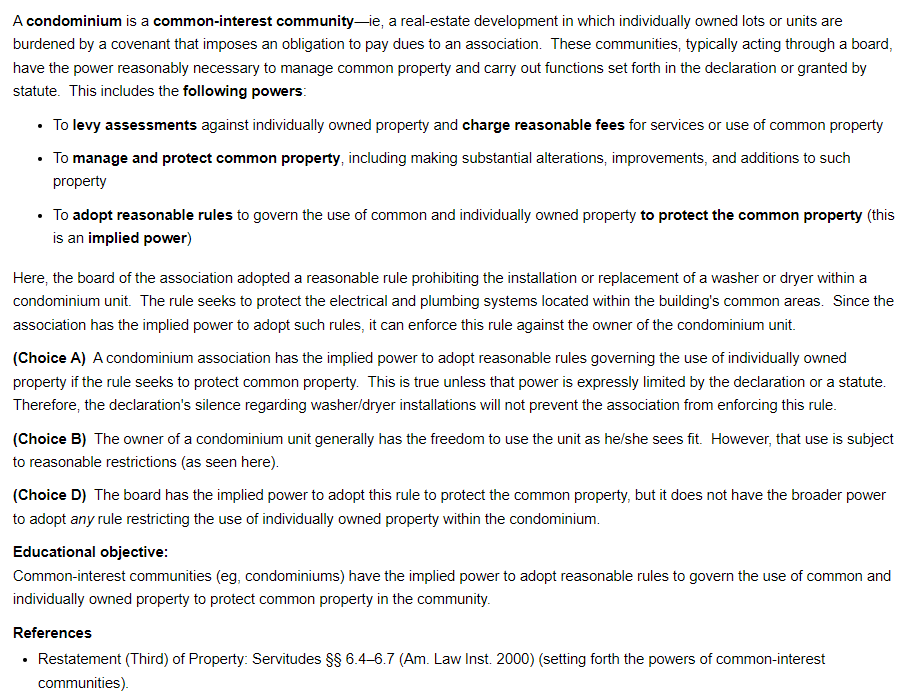 A condominium is a common-interest community—ie, a real-estate development in which individually owned lots or units are
burdened by a covenant that imposes an obligation to pay dues to an association.  These communities, typically acting through a board,
have the power reasonably necessary to manage common property and carry out functions set forth in the declaration or granted by
statute.  This includes the following powers:
• To levy assessments against individually owned property and charge reasonable fees for services or use of common property
• To manage and protect common property, including making substantial alterations, improvements, and additions to such
property
• To adopt reasonable rules to govern the use of common and individually owned property to protect the common property (this
is an implied power)
Here, the board of the association adopted a reasonable rule prohibiting the installation or replacement of a washer or dryer within a
condominium unit.  The rule seeks to protect the electrical and plumbing systems located within the building's common areas.  Since the
association has the implied power to adopt such rules, it can enforce this rule against the owner of the condominium unit.
(Choice A)  A condominium association has the implied power to adopt reasonable rules governing the use of individually owned
property if the rule seeks to protect common property.  This is true unless that power is expressly limited by the declaration or a statute.
Therefore, the declaration's silence regarding washer/dryer installations will not prevent the association from enforcing this rule.
(Choice B)  The owner of a condominium unit generally has the freedom to use the unit as he/she sees fit.  However, that use is subject
to reasonable restrictions (as seen here).
(Choice D)  The board has the implied power to adopt this rule to protect the common property, but it does not have the broader power
to adopt any rule restricting the use of individually owned property within the condominium.
Educational objective:
Common-interest communities (eg, condominiums) have the implied power to adopt reasonable rules to govern the use of common and
individually owned property to protect common property in the community.
References
• Restatement (Third) of Property: Servitudes §§ 6.4–6.7 (Am. Law Inst. 2000) (setting forth the powers of common-interest
communities).